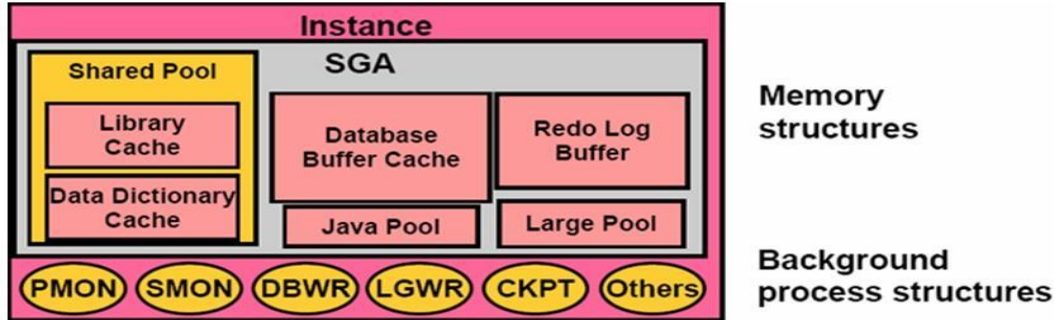 Instance
SGA
Shared Pool
Library
Cache
Data Dictionary
Cache
Database
Buffer Cache
Redo Log
Buffer
Java Pool
Large Pool
Memory
structures
PMON
SMON
DBWR
LGWR
CKPT
Others
Background
process structures